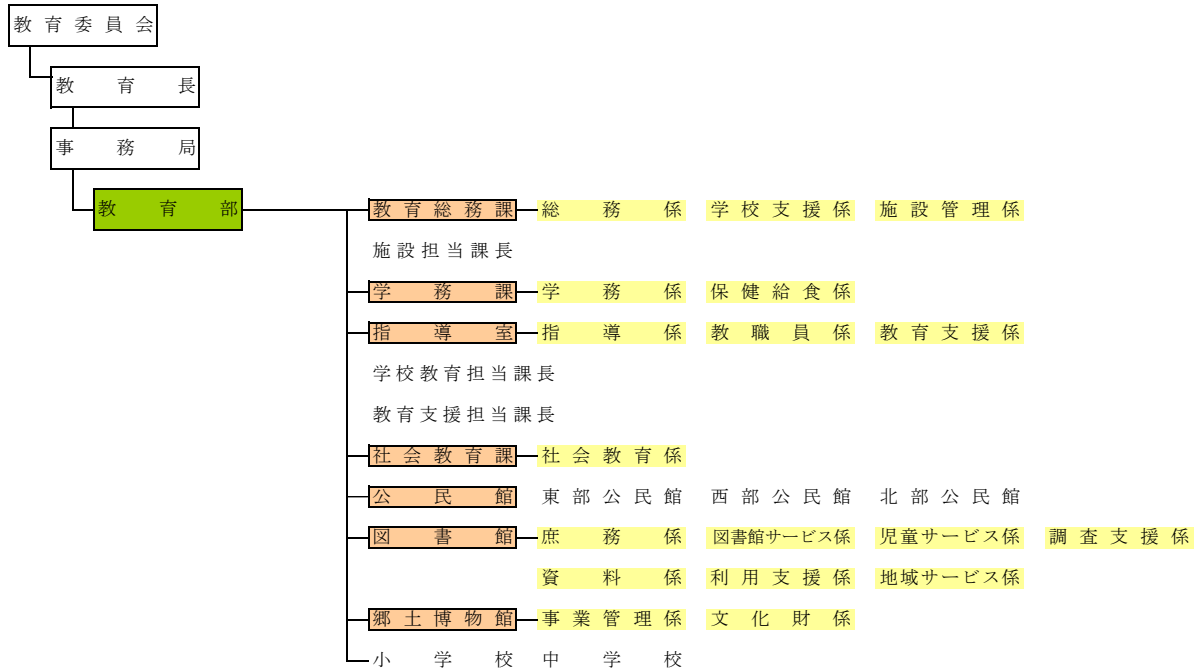 教育委員会
教育長
事務局
教育部 教育総務課 総務係 学校支援係 施設管理係
施設担当課長
学務課 学務係 保健給食係
指導室 指導係 教職員係 教育支援係
学校教育担当課長
教育支援担当課長
社会教育課 社会教育係
公民館 東部公民館 西部公民館 北部公民館
図書館 庶務係 図書館サービス係 児童サービス係 調査支援係
資料係 利用支援係 地域サービス係
郷土博物館 事業管理係 文化財係
小学校 中学校